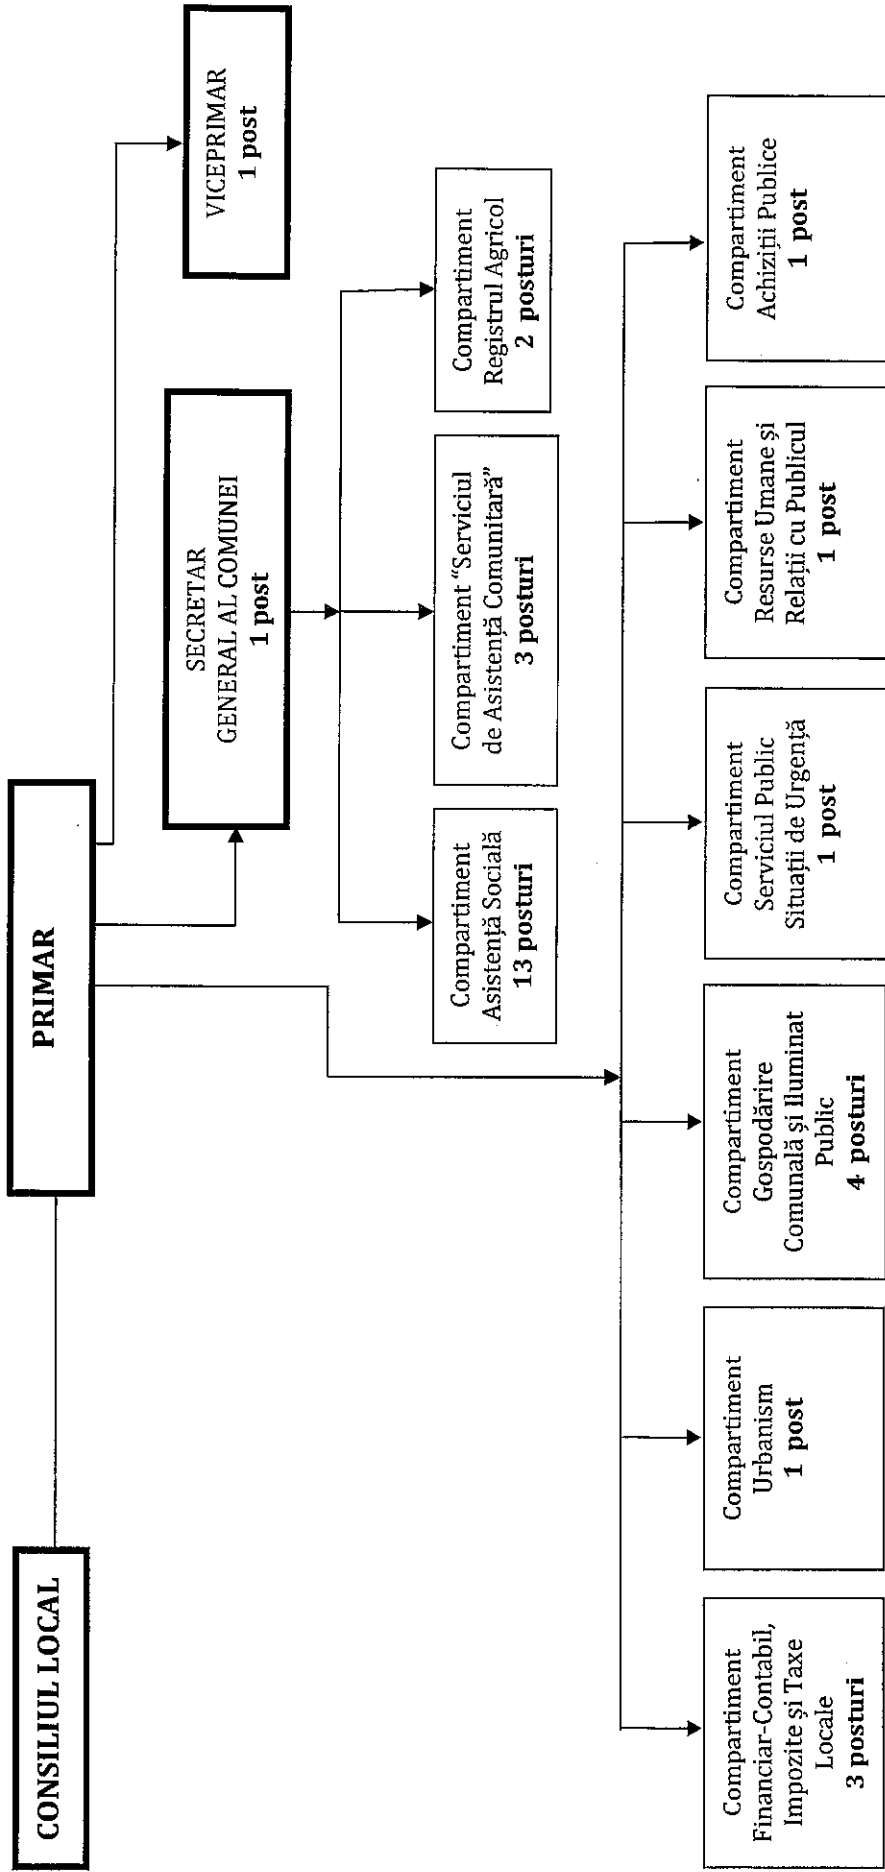 CONSILIUL LOCAL
PRIMAR
VICEPRIMAR
1 post
SECRETAR
GENERAL AL COMUNEI
1 post
Compartiment
Asistență Socială
13 posturi
Compartiment “Serviciul
de Asistență Comunitară”
3 posturi
Compartiment
Registrul Agricol
2 posturi
Compartiment
Financiar-Contabil,
Impozite și Taxe
Locale
3 posturi
Compartiment
Urbanism
1 post
Compartiment
Gospodărire
Comunală și Iluminat
Public
4 posturi
Compartiment
Serviciul Public
Situații de Urgență
1 post
Compartiment
Resurse Umane și
Relații cu Publicul
1 post
Compartiment
Achiziții Publice
1 post